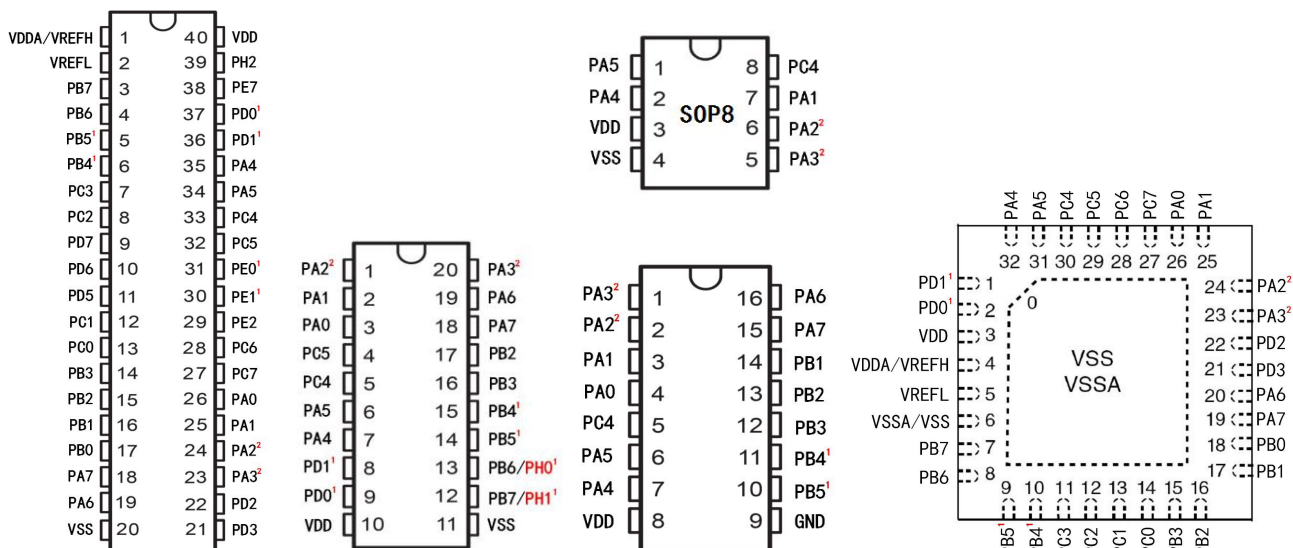 VDDA/VREFH 1 40 VDD
VREFL 2 39 PH2
PB7 3 38 PE7
PB6 4 37 PD0¹
PB5¹ 5 36 PD1¹
PB4¹ 6 35 PA4
PC3 7 34 PA5
PC2 8 33 PC4
PD7 9 32 PC5
PD6 10 31 PE0¹
PD5 11 30 PE1¹
PC1 12 29 PE2
PC0 13 28 PC6
PB3 14 27 PC7
PB2 15 26 PA0
PB1 16 25 PA1
PB0 17 24 PA2²
PA7 18 23 PA3²
PA6 19 22 PD2
VSS 20 21 PD3
PA2² 1 20 PA3²
PA1 2 19 PA6
PA0 3 18 PA7
PC5 4 17 PB2
PC4 5 16 PB3
PA5 6 15 PB4¹
PA4 7 14 PB5¹
PD1¹ 8 13 PB6/PH0¹
PD0¹ 9 12 PB7/PH1¹
VDD 10 11 VSS
PA5 1 8 PC4
PA4 2 7 PA1
SOP8
VDD 3 6 PA2²
VSS 4 5 PA3²
PA3² 1 16 PA6
PA2² 2 15 PA7
PA1 3 14 PB1
PA0 4 13 PB2
PC4 5 12 PB3
PA5 6 11 PB4¹
PA4 7 10 PB5¹
VDD 8 9 GND
PA4 PA5 PC4 PC5 PC6 PC7 PA0 PA1
32 31 30 29 28 27 26 25
PD1¹ 1 24 PA2²
PD0¹ 2 23 PA3²
0
VDD 3 22 PD2
VDDA/VREFH 4 21 PD3
VREFL 5 20 PA6
VSSA/VSS 6 19 PA7
PB7 7 18 PB0
PB6 8 17 PB1
VSS
VSSA
9 10 11 12 13 14 15 16
PB5¹ PB4¹ PC3 PC2 PC1 PC0 PB3 PB2